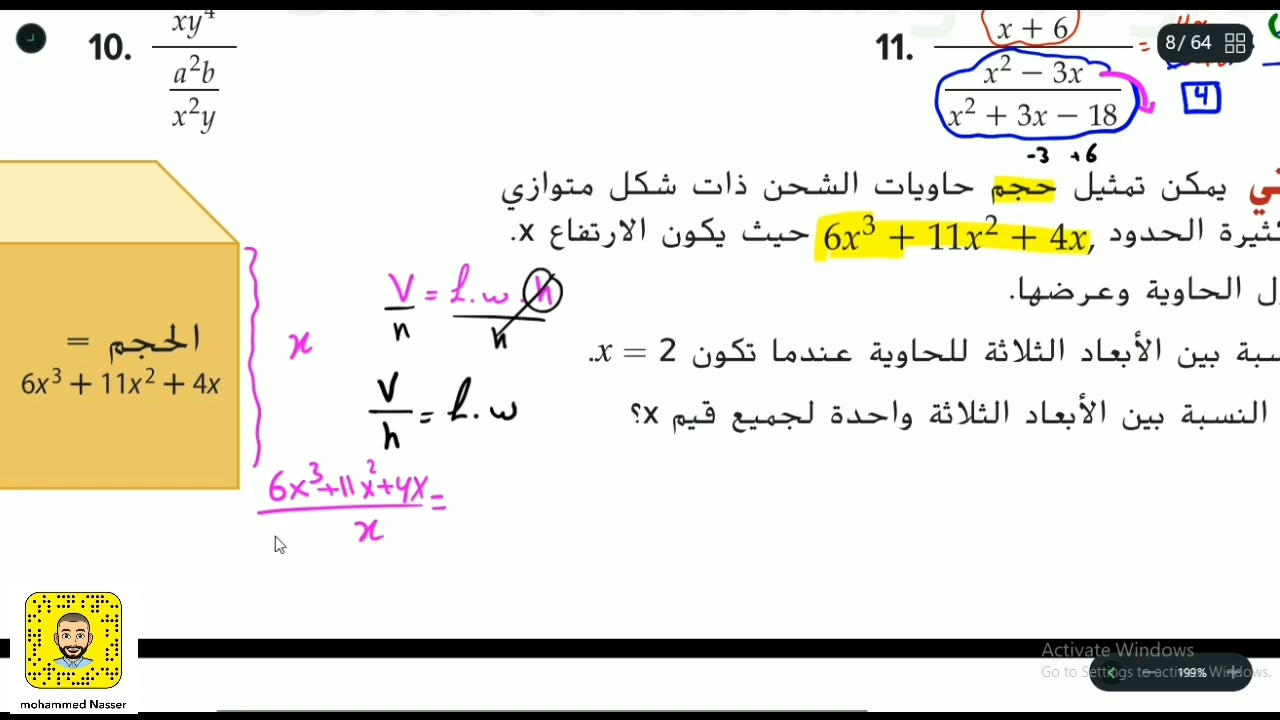 10. xy⁴
a²b
x²y
11. x + 6 =
x² − 3x
x² + 3x − 18
-3 +6
4
8/ 64
يمكن تمثيل حجم حاويات الشحن ذات شكل متوازي
كثيرة الحدود 6x³ + 11x² + 4x, حيث يكون الارتفاع x.
الحاوية وعرضها.
بين الأبعاد الثلاثة للحاوية عندما تكون x = 2.
النسبة بين الأبعاد الثلاثة واحدة لجميع قيم x؟
الحجم =
6x³ + 11x² + 4x
x
V/h = l.w.h/h
V/h = l.w
6x³+11x²+4x/x =
mohammed Nasser
Activate Windows
Go to Settings to activate Windows.
199%